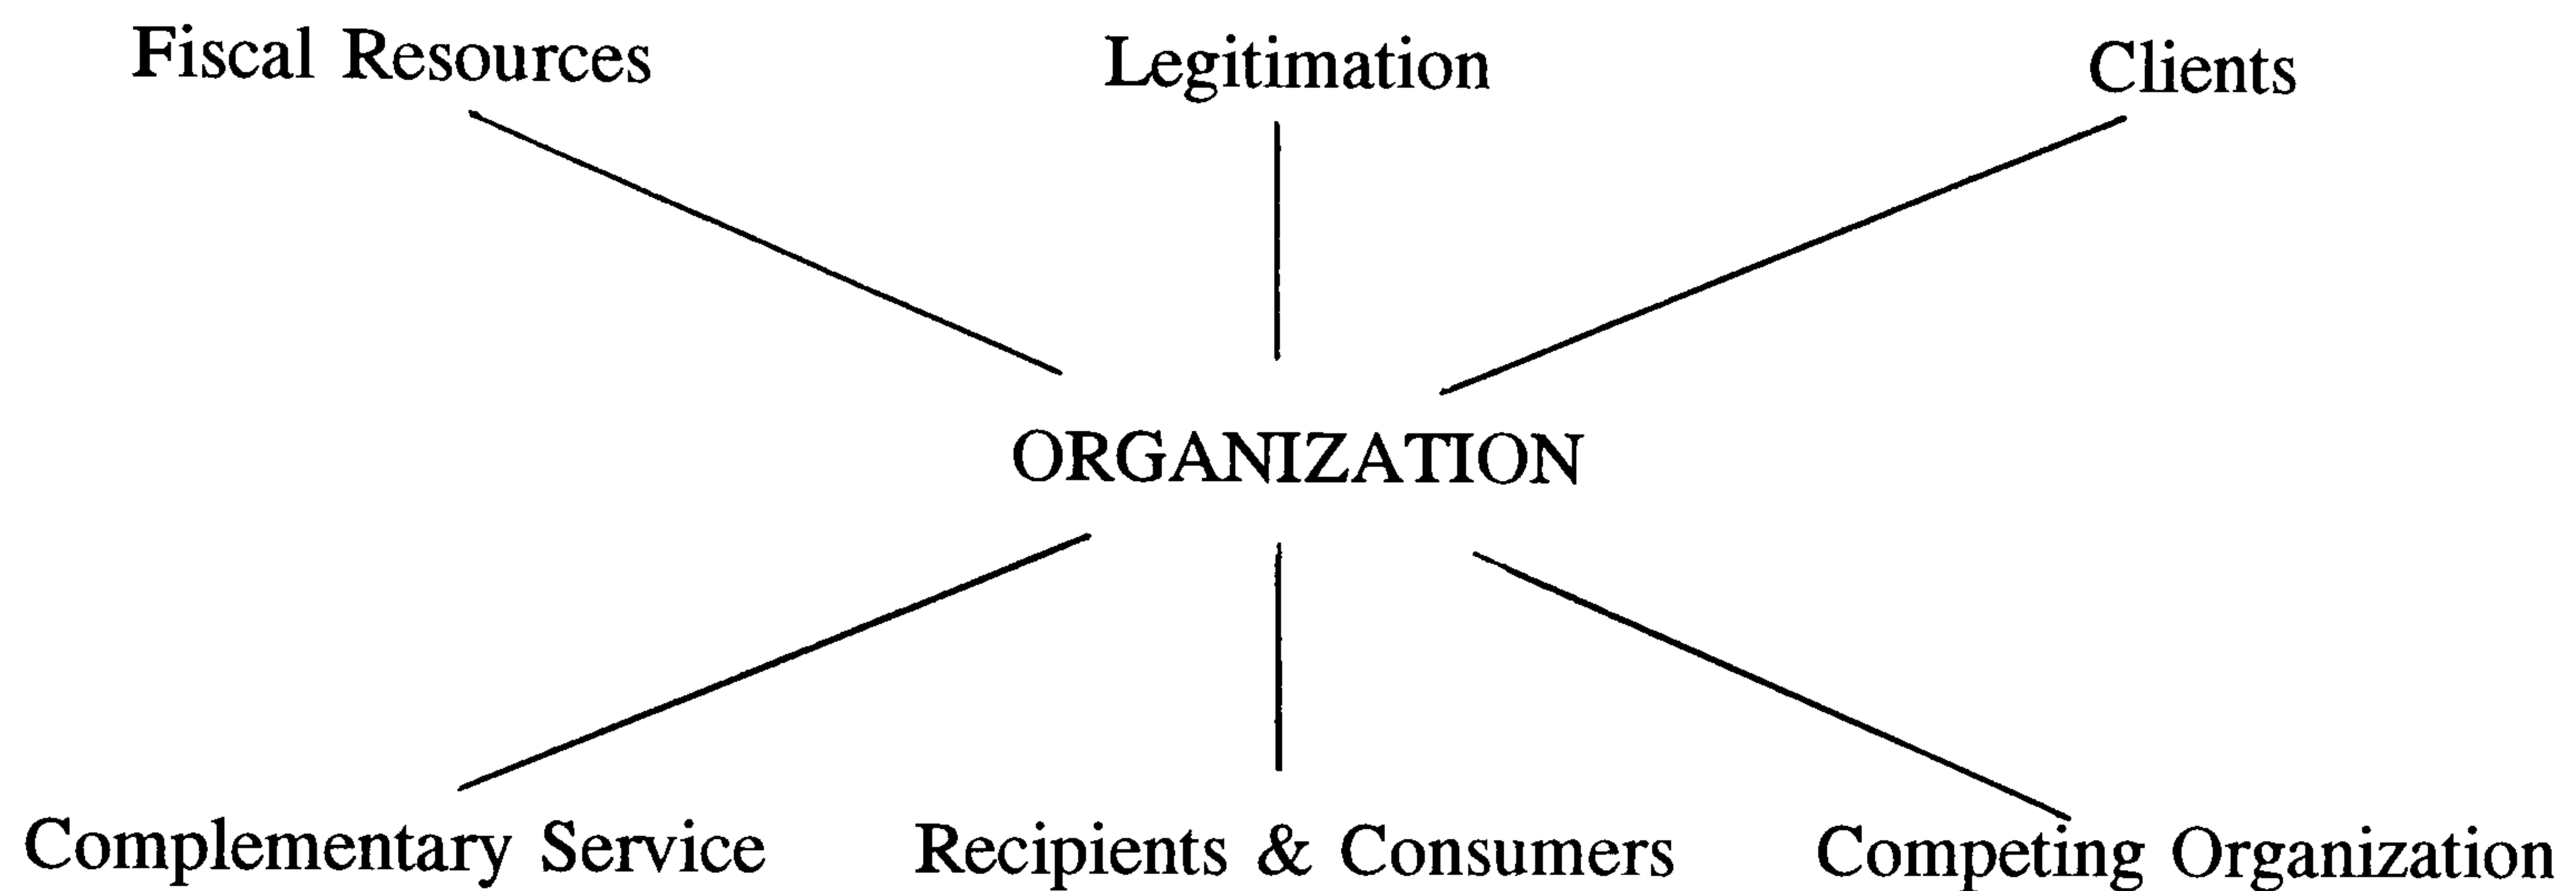 Fiscal Resources
Legitimation
Clients
ORGANIZATION
Complementary Service
Recipients & Consumers
Competing Organization